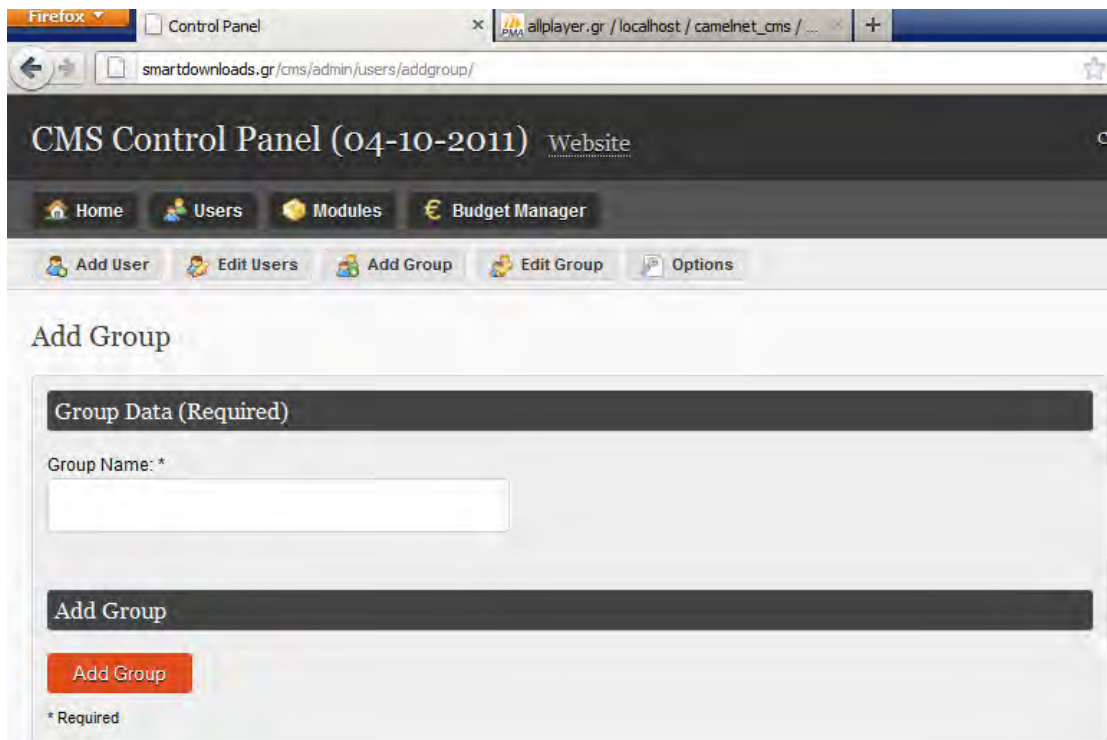 Firefox
Control Panel × PMA allplayer.gr / localhost / camelnet_cms / ... × +
smartdownloads.gr/cms/admin/users/addgroup/
CMS Control Panel (04-10-2011) Website
Home Users Modules € Budget Manager
Add User Edit Users Add Group Edit Group Options
Add Group
Group Data (Required)
Group Name: *
Add Group
Add Group
* Required